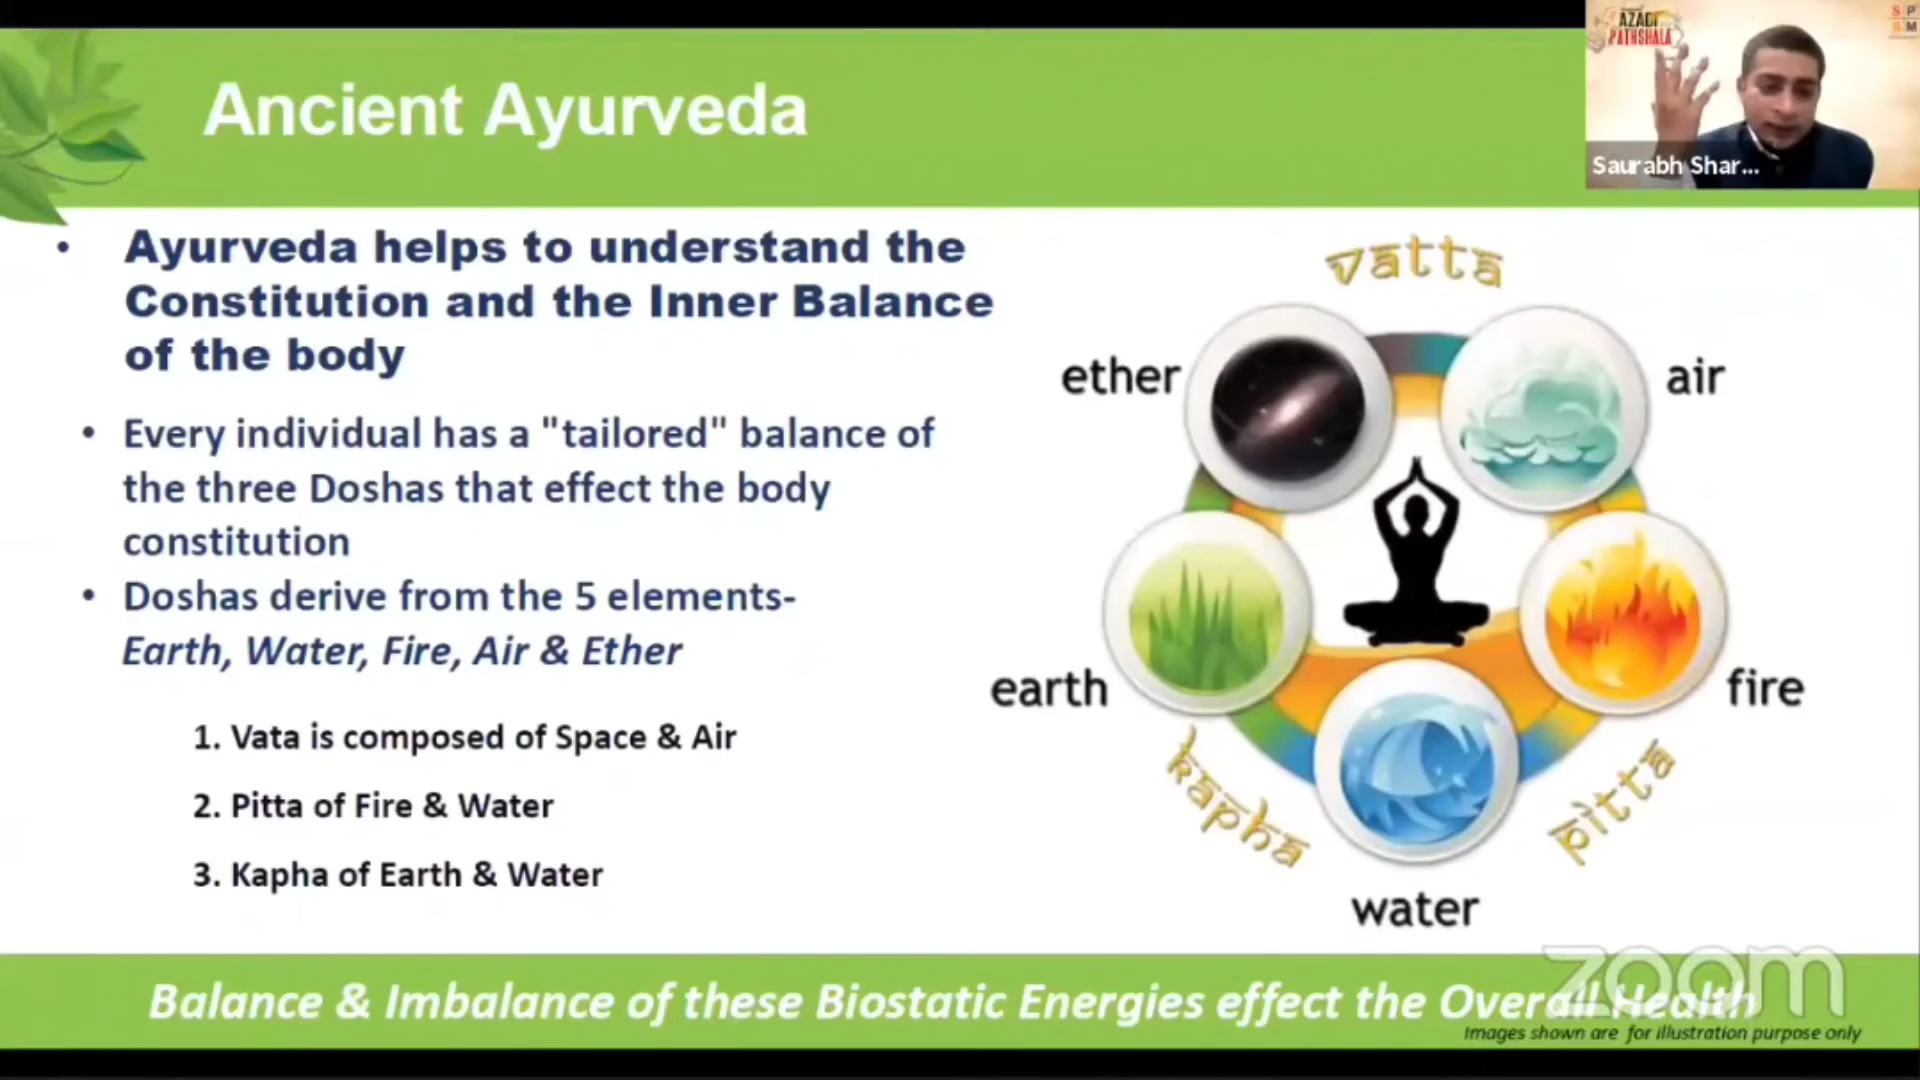 Ancient Ayurveda
AZADI
PATHSHALA
S P
M
Saurabh Shar...
• Ayurveda helps to understand the
Constitution and the Inner Balance
of the body
• Every individual has a "tailored" balance of
the three Doshas that effect the body
constitution
• Doshas derive from the 5 elements-
Earth, Water, Fire, Air & Ether
1. Vata is composed of Space & Air
2. Pitta of Fire & Water
3. Kapha of Earth & Water
vatta
ether
air
earth
fire
kapha
pitta
water
Balance & Imbalance of these Biostatic Energies effect the Overall Health
zoom
Images shown are for illustration purpose only